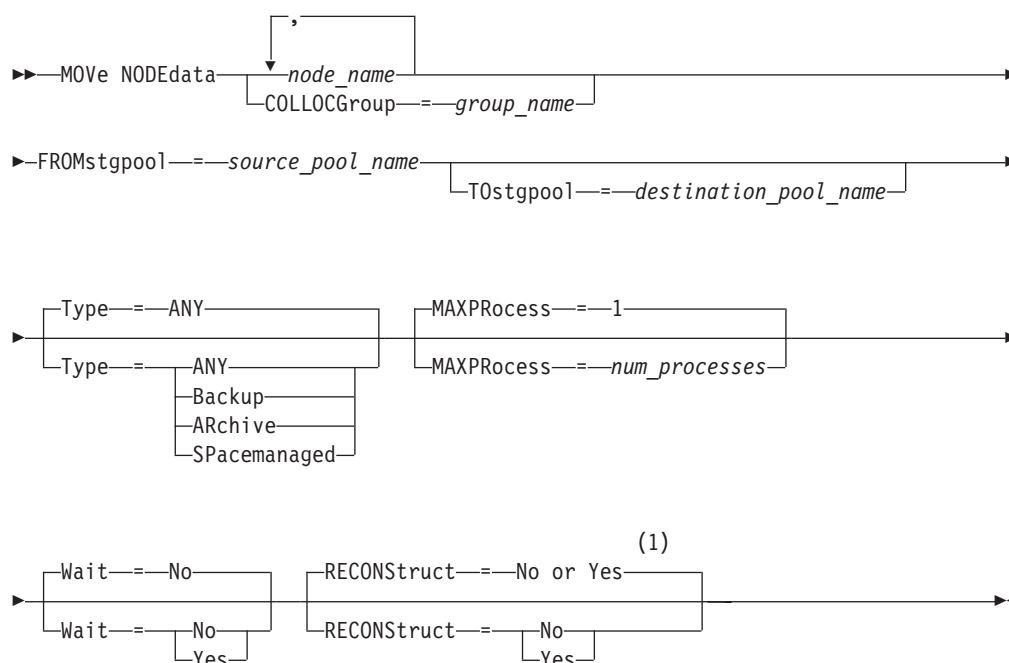 ,
MOVe NODEdata node_name
COLLOCGroup = group_name
FROMstgpool = source_pool_name
TOstgpool = destination_pool_name
Type = ANY MAXPRocess = 1
Type = ANY MAXPRocess = num_processes
Backup
ARchive
SPacemanaged
(1)
Wait = No RECONStruct = No or Yes
Wait = No RECONStruct = No
Yes Yes